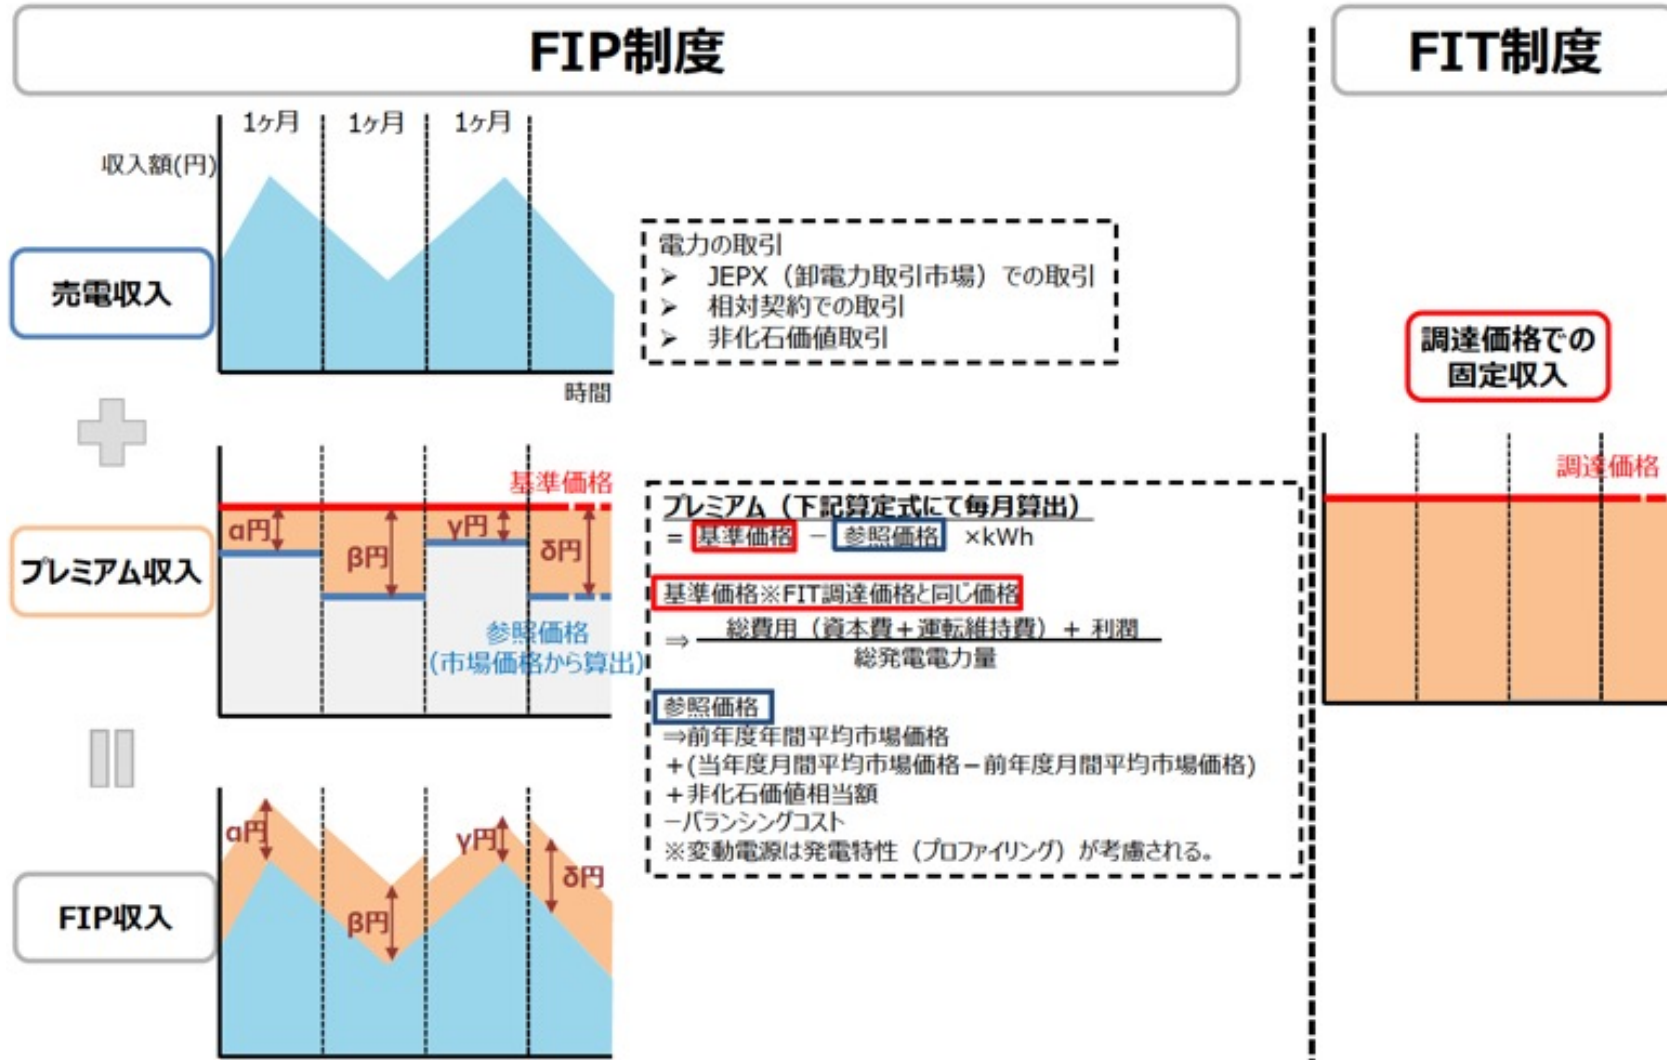 FIP制度
FIT制度
1ヶ月
1ヶ月
1ヶ月
収入額(円)
売電収入
時間
電力の取引
➢ JEPX（卸電力取引市場）での取引
➢ 相対契約での取引
➢ 非化石価値取引
調達価格での
固定収入
調達価格
基準価格
α円
β円
γ円
δ円
プレミアム収入
参照価格
(市場価格から算出)
プレミアム（下記算定式にて毎月算出）
= 基準価格 － 参照価格 ×kWh
基準価格※FIT調達価格と同じ価格
⇒ 総費用（資本費＋運転維持費）＋ 利潤
総発電電力量
参照価格
⇒前年度年間平均市場価格
＋(当年度月間平均市場価格－前年度月間平均市場価格)
＋非化石価値相当額
－バランシングコスト
※変動電源は発電特性（プロファイリング）が考慮される。
α円
β円
γ円
δ円
FIP収入